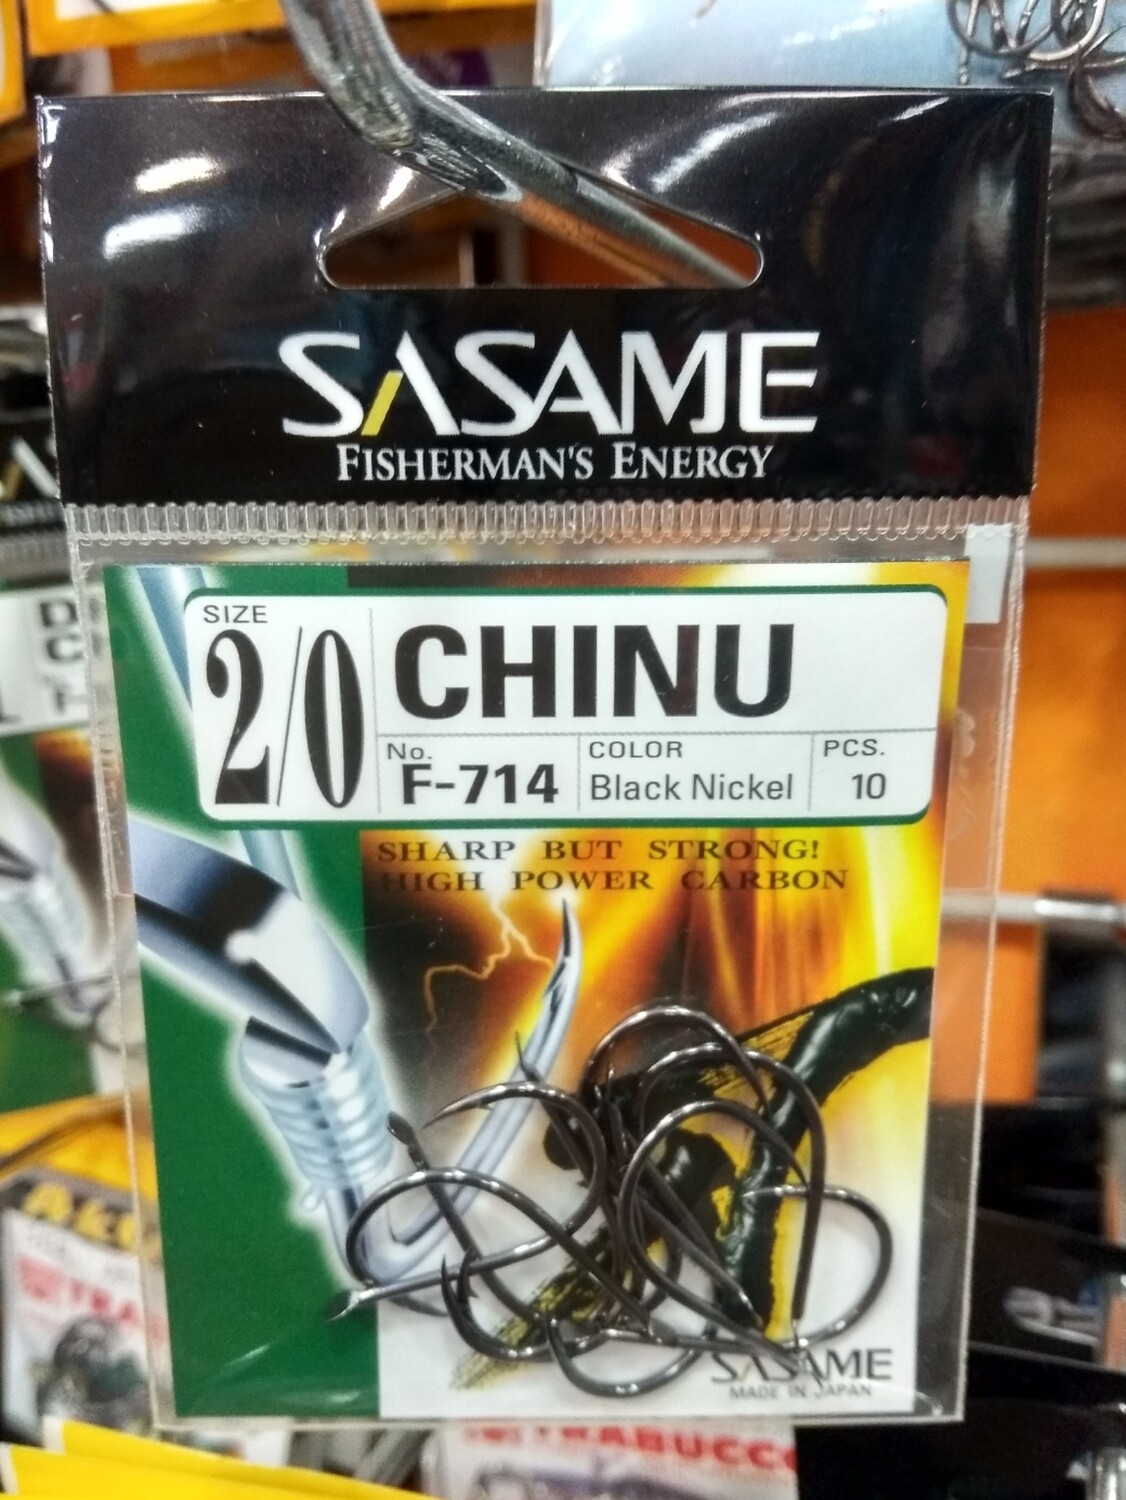 SASAME
FISHERMAN'S ENERGY
SIZE
2/0
CHINU
No.
F-714
COLOR
Black Nickel
PCS.
10
SHARP BUT STRONG!
HIGH POWER CARBON
SASAME
MADE IN JAPAN
TRABUCCO